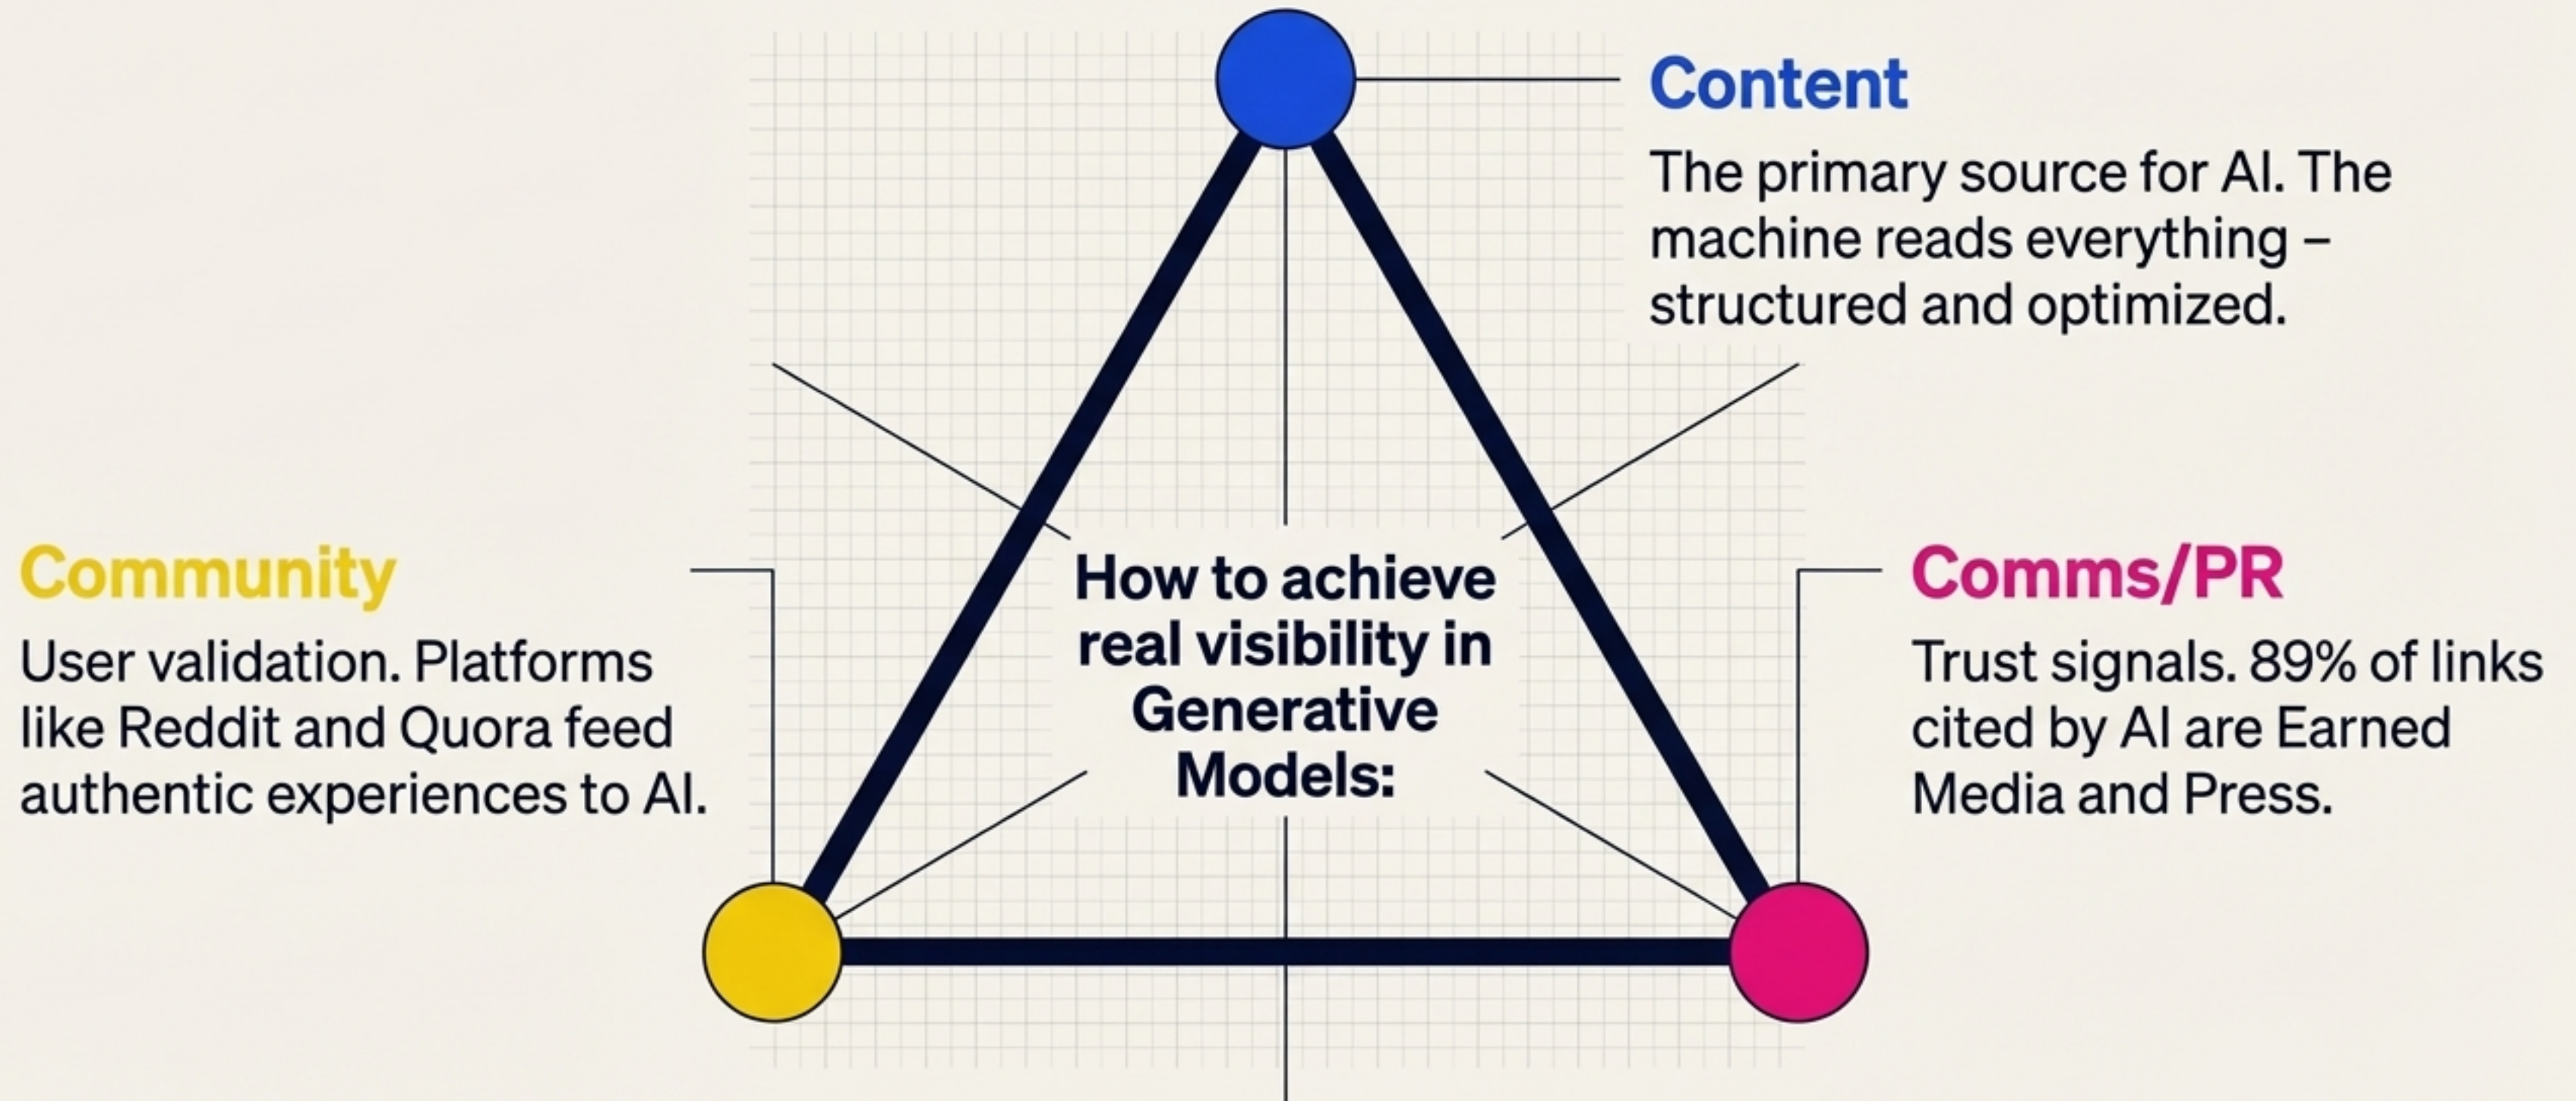 Content
The primary source for AI. The
machine reads everything –
structured and optimized.
Community
User validation. Platforms
like Reddit and Quora feed
authentic experiences to AI.
How to achieve
real visibility in
Generative
Models:
Comms/PR
Trust signals. 89% of links
cited by AI are Earned
Media and Press.